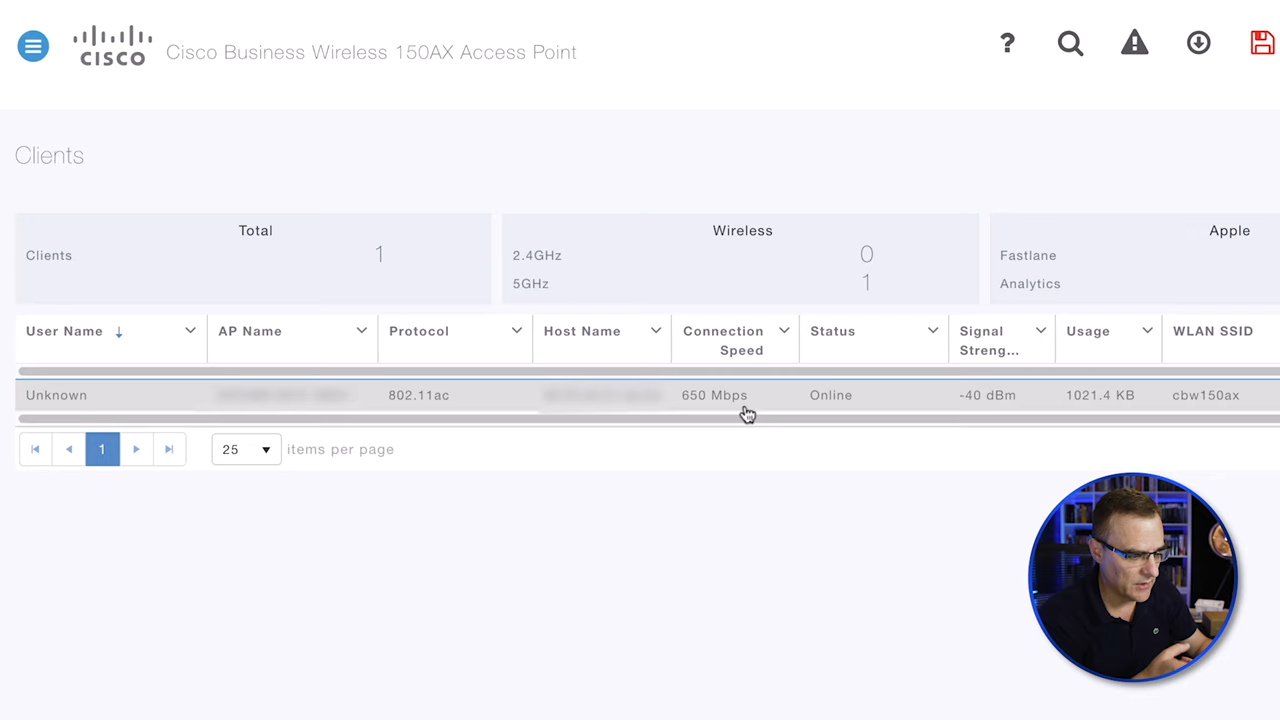 CISCO
Cisco Business Wireless 150AX Access Point
?
Clients
Total
Clients 1
Wireless
2.4GHz 0
5GHz 1
Apple
Fastlane
Analytics
User Name AP Name Protocol Host Name Connection Speed Status Signal Streng... Usage WLAN SSID
Unknown 802.11ac 650 Mbps Online -40 dBm 1021.4 KB cbw150ax
1 25 items per page